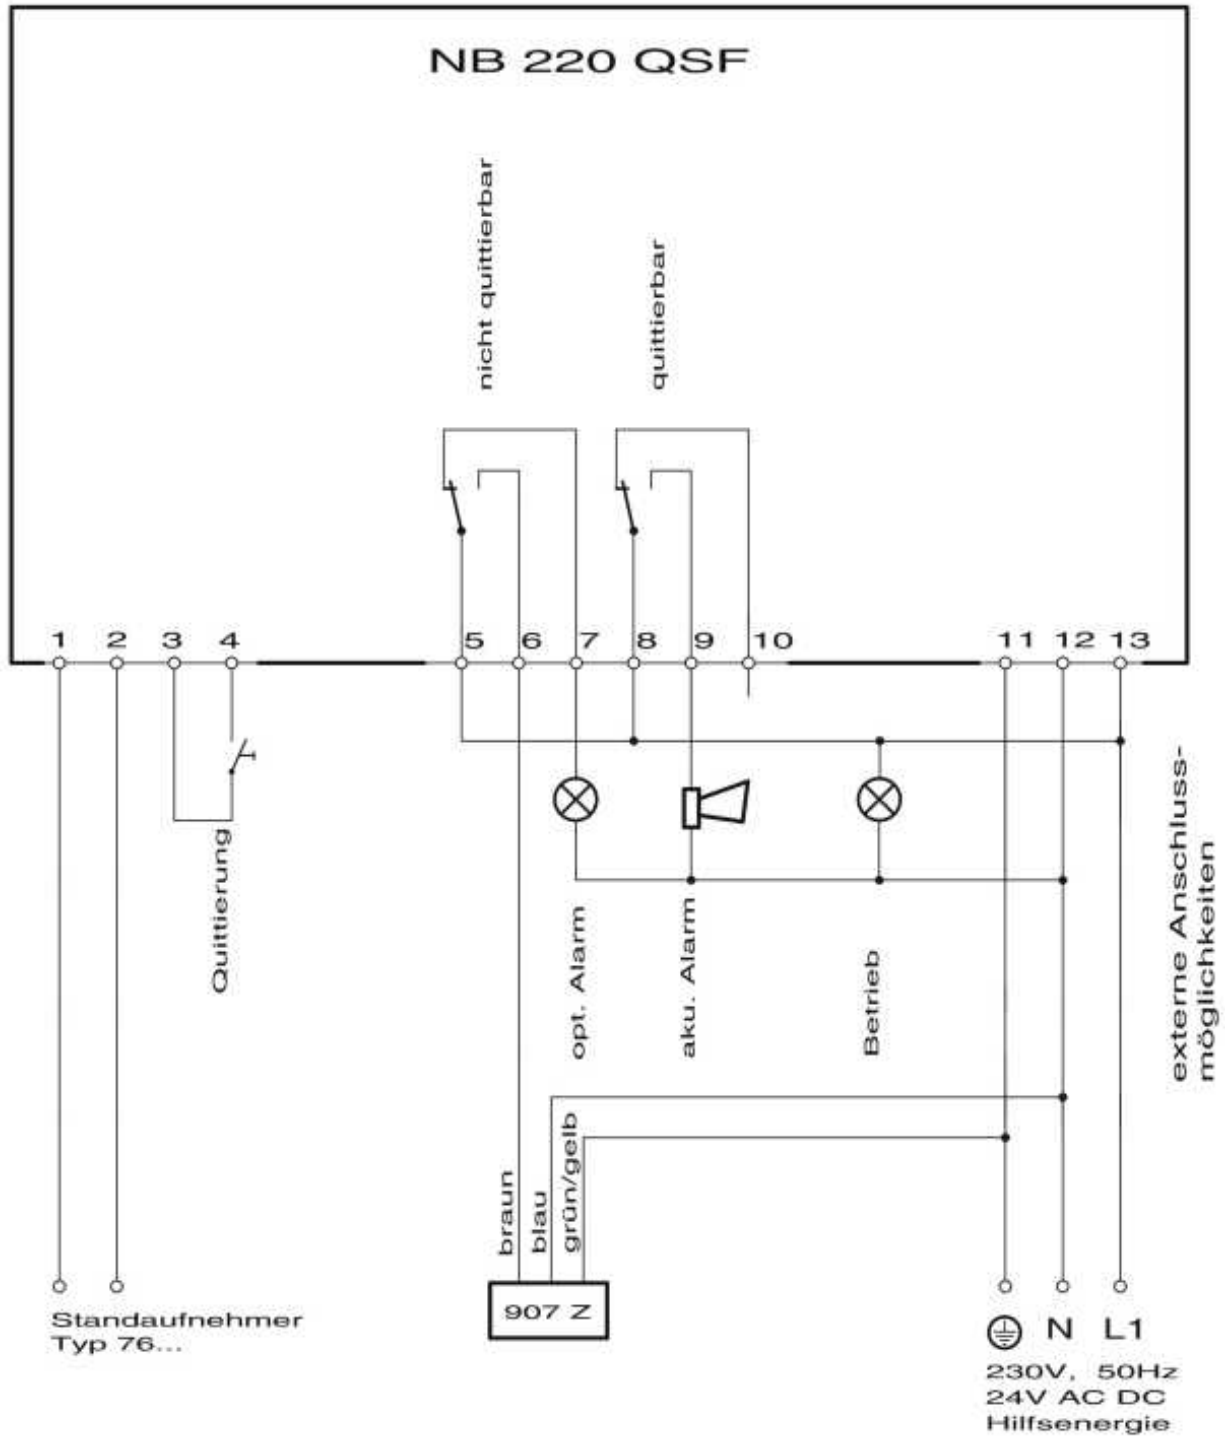 NB 220 QSF
nicht quittierbar
quittierbar
1 2 3 4 5 6 7 8 9 10 11 12 13
Quittierung
opt. Alarm
aku. Alarm
Betrieb
externe Anschluss-
möglichkeiten
braun
blau
grün/gelb
907 Z
Standaufnehmer
Typ 76...
N L1
230V, 50Hz
24V AC DC
Hilfsenergie